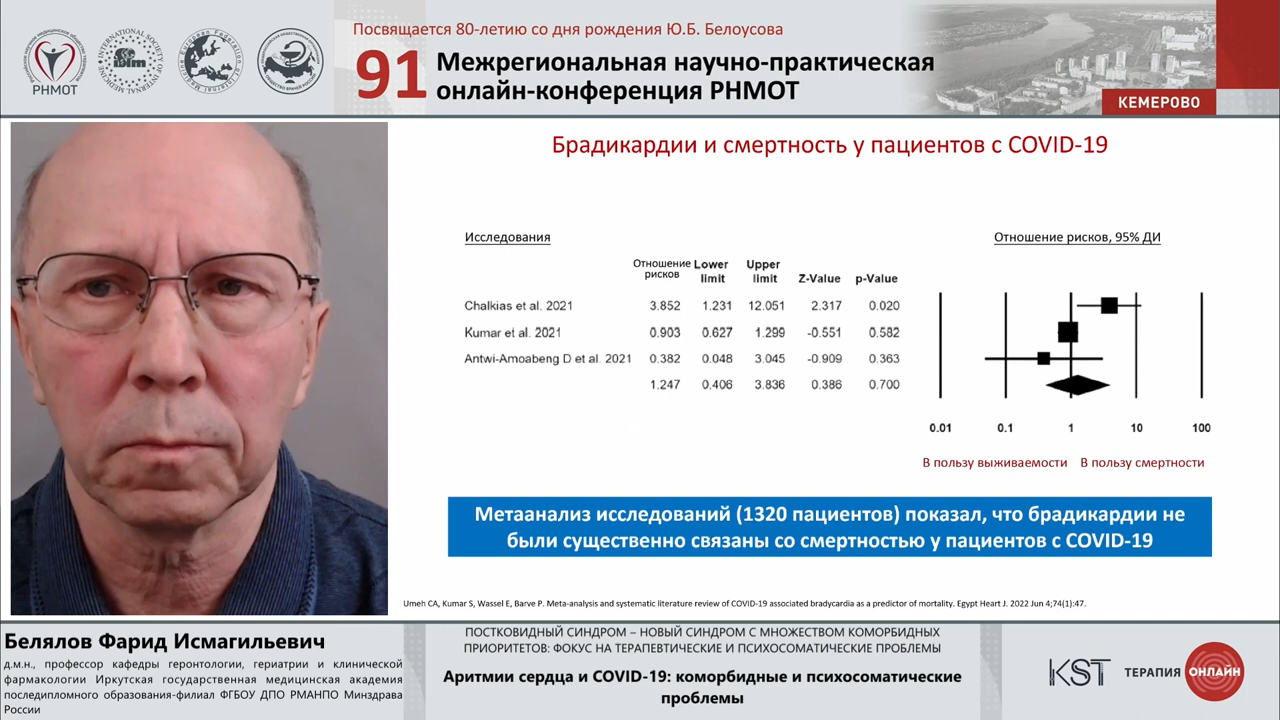 Посвящается 80-летию со дня рождения Ю.Б. Белоусова
91 Межрегиональная научно-практическая
онлайн-конференция РНМОТ
РНМОТ
КЕМЕРОВО
Брадикардии и смертность у пациентов с COVID-19
Исследования
Отношение рисков, 95% ДИ
Отношение рисков Lower limit Upper limit Z-Value p-Value
Chalkias et al. 2021 3.852 1.231 12.051 2.317 0.020
Kumar et al. 2021 0.903 0.627 1.299 -0.551 0.582
Antwi-Amoabeng D et al. 2021 0.382 0.048 3.045 -0.909 0.363
1.247 0.406 3.836 0.386 0.700
0.01 0.1 1 10 100
В пользу выживаемости В пользу смертности
Метаанализ исследований (1320 пациентов) показал, что брадикардии не
были существенно связаны со смертностью у пациентов с COVID-19
Umeh CA, Kumar S, Wassel E, Barve P. Meta-analysis and systematic literature review of COVID-19 associated bradycardia as a predictor of mortality. Egypt Heart J. 2022 Jun 4;74(1):47.
Белялов Фарид Исмагильевич
д.м.н., профессор кафедры геронтологии, гериатрии и клинической
фармакологии Иркутская государственная медицинская академия
последипломного образования-филиал ФГБОУ ДПО РМАНПО Минздрава
России
ПОСТКОВИДНЫЙ СИНДРОМ – НОВЫЙ СИНДРОМ С МНОЖЕСТВОМ КОМОРБИДНЫХ
ПРИОРИТЕТОВ: ФОКУС НА ТЕРАПЕВТИЧЕСКИЕ И ПСИХОСОМАТИЧЕСКИЕ ПРОБЛЕМЫ
Аритмии сердца и COVID-19: коморбидные и психосоматические
проблемы
KST
ТЕРАПИЯ ОНЛАЙН